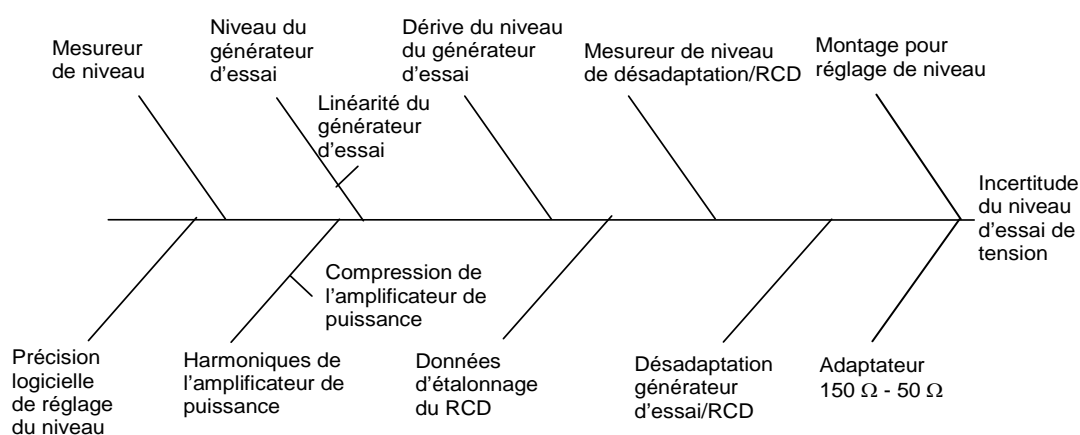 Mesureur
de niveau
Niveau du
générateur
d'essai
Linéarité du
générateur
d'essai
Dérive du niveau
du générateur
d'essai
Mesureur de niveau
de désadaptation/RCD
Montage pour
réglage de niveau
Incertitude
du niveau
d'essai de
tension
Précision
logicielle
de réglage
du niveau
Harmoniques de
l'amplificateur de
puissance
Compression de
l'amplificateur de
puissance
Données
d'étalonnage
du RCD
Désadaptation
générateur
d'essai/RCD
Adaptateur
150 Ω - 50 Ω